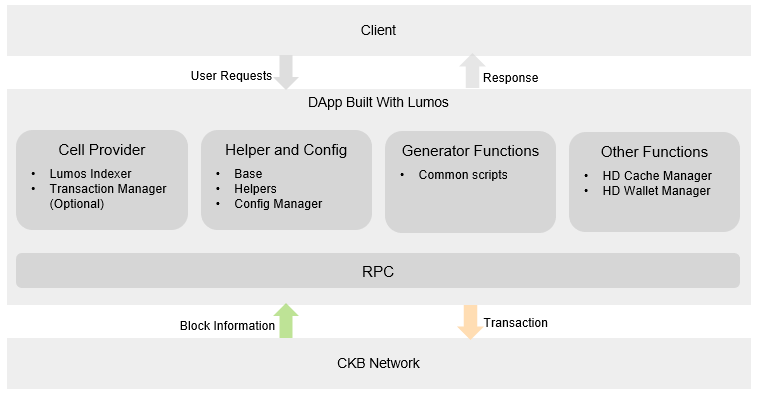 Client
User Requests
Response
DApp Built With Lumos
Cell Provider
• Lumos Indexer
• Transaction Manager
(Optional)
Helper and Config
• Base
• Helpers
• Config Manager
Generator Functions
• Common scripts
Other Functions
• HD Cache Manager
• HD Wallet Manager
RPC
Block Information
Transaction
CKB Network